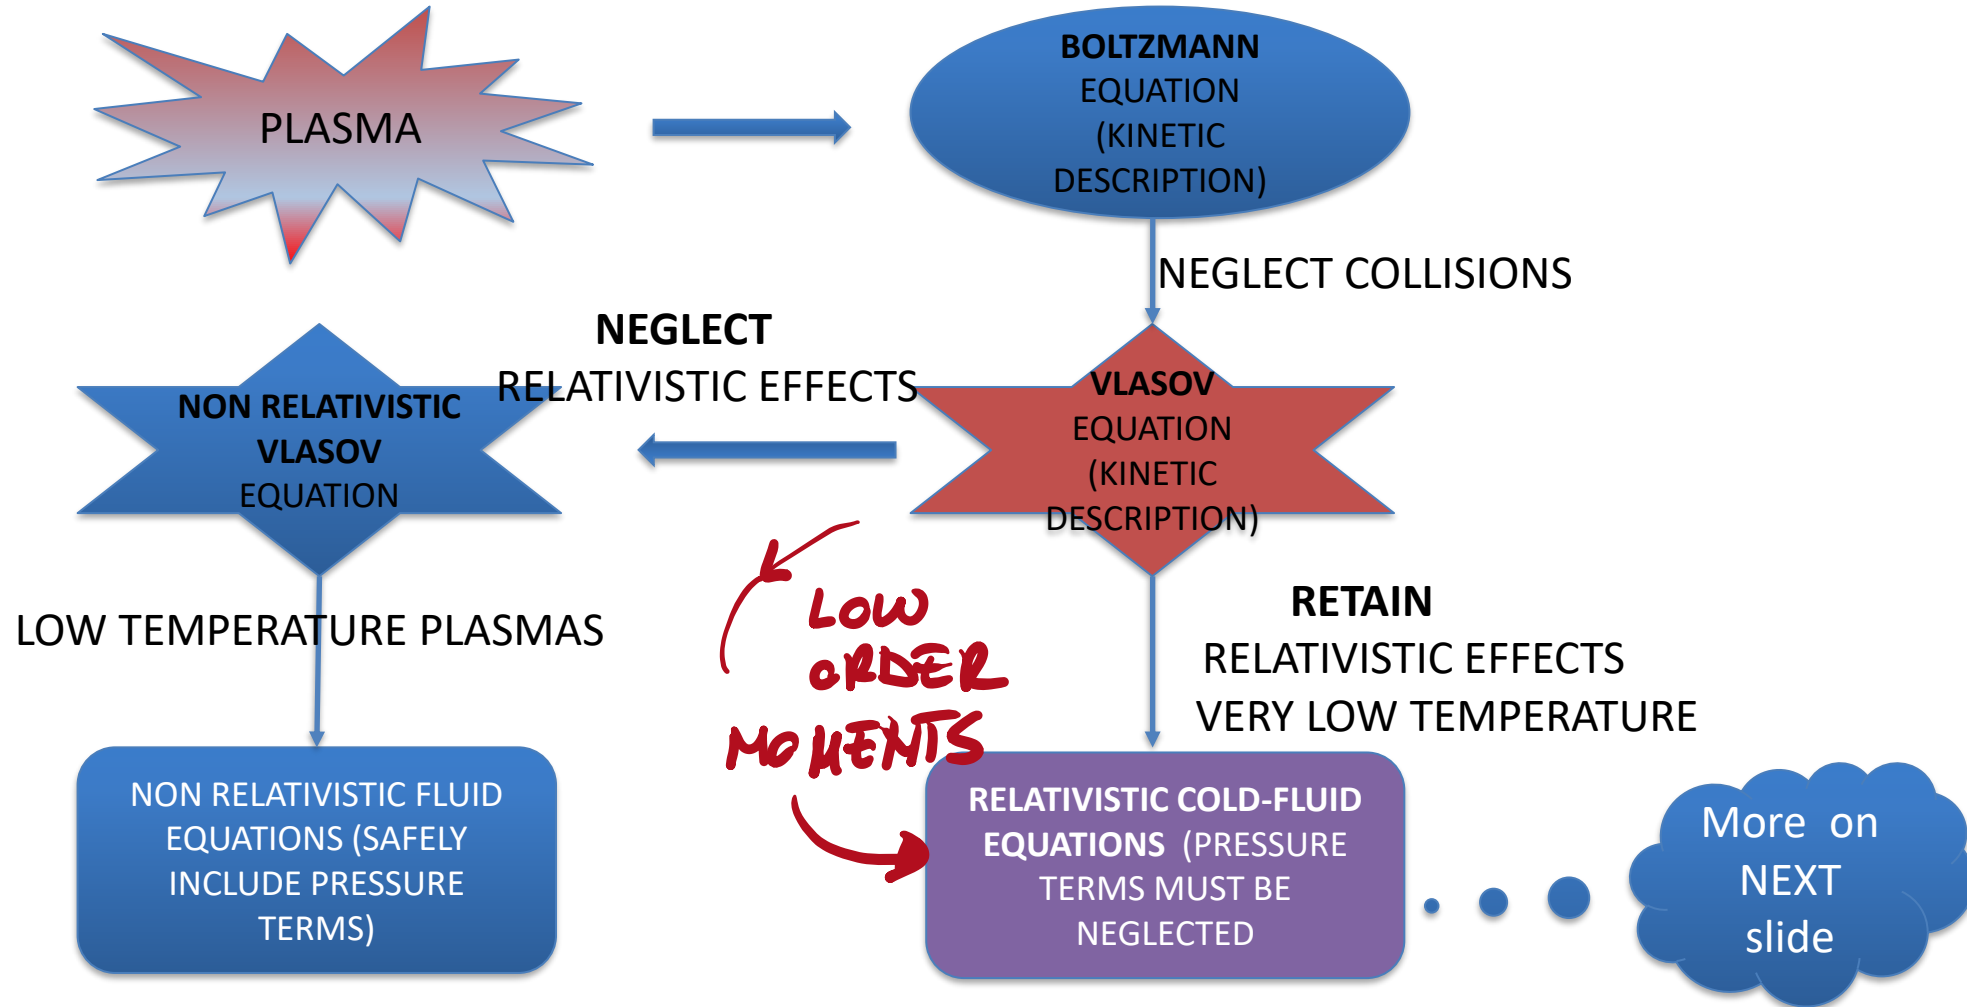 PLASMA
BOLTZMANN
EQUATION
(KINETIC
DESCRIPTION)
NEGLECT COLLISIONS
NEGLECT
RELATIVISTIC EFFECTS
NON RELATIVISTIC
VLASOV
EQUATION
VLASOV
EQUATION
(KINETIC
DESCRIPTION)
LOW TEMPERATURE PLASMAS
LOW
ORDER
MOMENTS
RETAIN
RELATIVISTIC EFFECTS
VERY LOW TEMPERATURE
NON RELATIVISTIC FLUID
EQUATIONS (SAFELY
INCLUDE PRESSURE
TERMS)
RELATIVISTIC COLD-FLUID
EQUATIONS (PRESSURE
TERMS MUST BE
NEGLECTED
More on
NEXT
slide